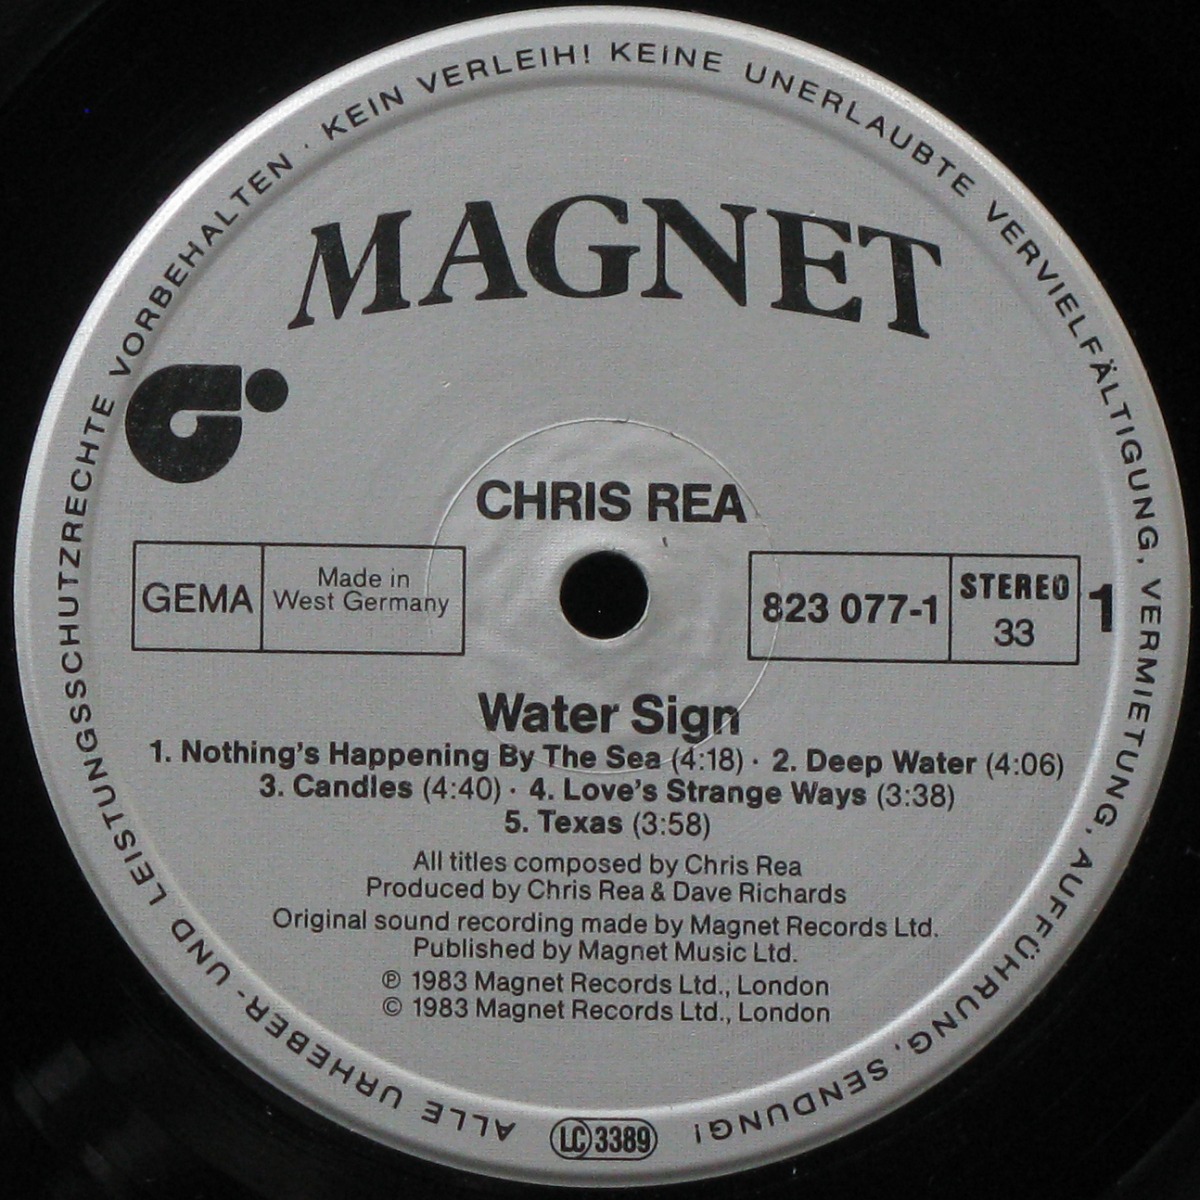 ALLE URHEBER- UND LEISTUNGSSCHUTZRECHTE VORBEHALTEN · KEIN VERLEIH! KEINE UNERLAUBTE VERVIELFÄLTIGUNG, VERMIETUNG, AUFFÜHRUNG, SENDUNG!
MAGNET
CHRIS REA
GEMA
Made in
West Germany
823 077-1
STEREO
33
1
Water Sign
1. Nothing's Happening By The Sea (4:18) · 2. Deep Water (4:06)
3. Candles (4:40) · 4. Love's Strange Ways (3:38)
5. Texas (3:58)
All titles composed by Chris Rea
Produced by Chris Rea & Dave Richards
Original sound recording made by Magnet Records Ltd.
Published by Magnet Music Ltd.
℗ 1983 Magnet Records Ltd., London
© 1983 Magnet Records Ltd., London
LC 3389